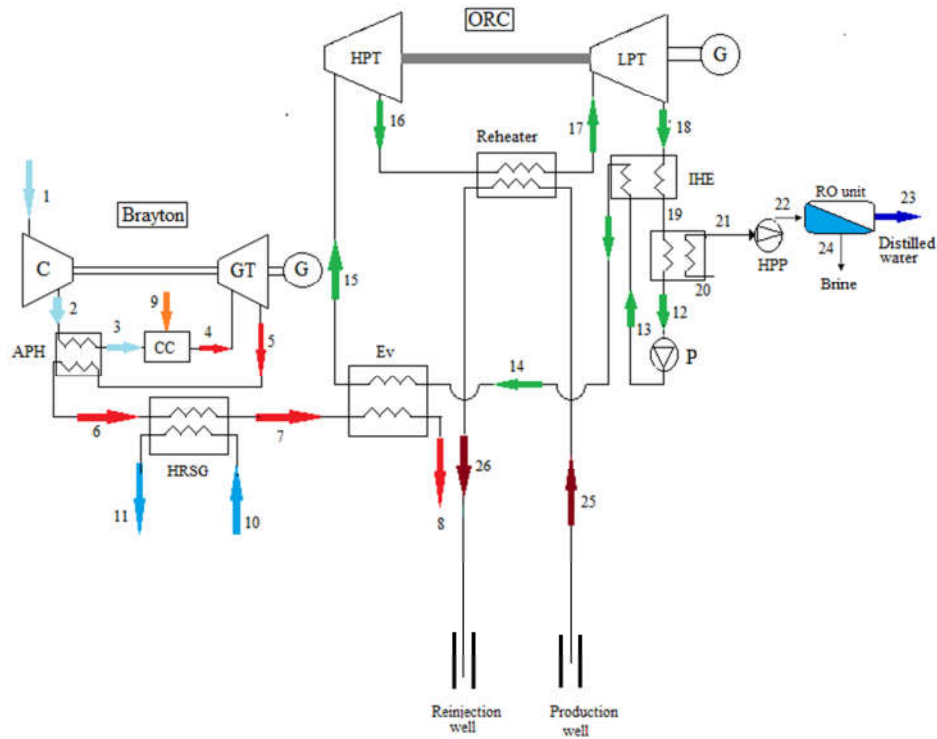 ORC
HPT
LPT
G
16
17
18
Reheater
IHE
1
Brayton
19
21
22
RO unit
23
24
Distilled
water
HPP
20
Brine
C
GT
G
15
2
9
3
4
5
12
13
P
APH
CC
Ev
14
6
7
HRSG
11
10
8
26
25
Reinjection
well
Production
well